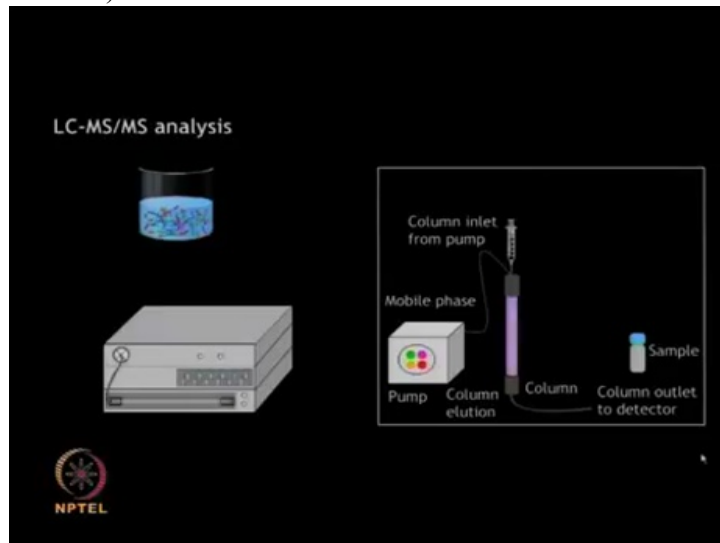 LC-MS/MS analysis
Column inlet
from pump
Mobile phase
Sample
Pump
Column
elution
Column
Column outlet
to detector
NPTEL